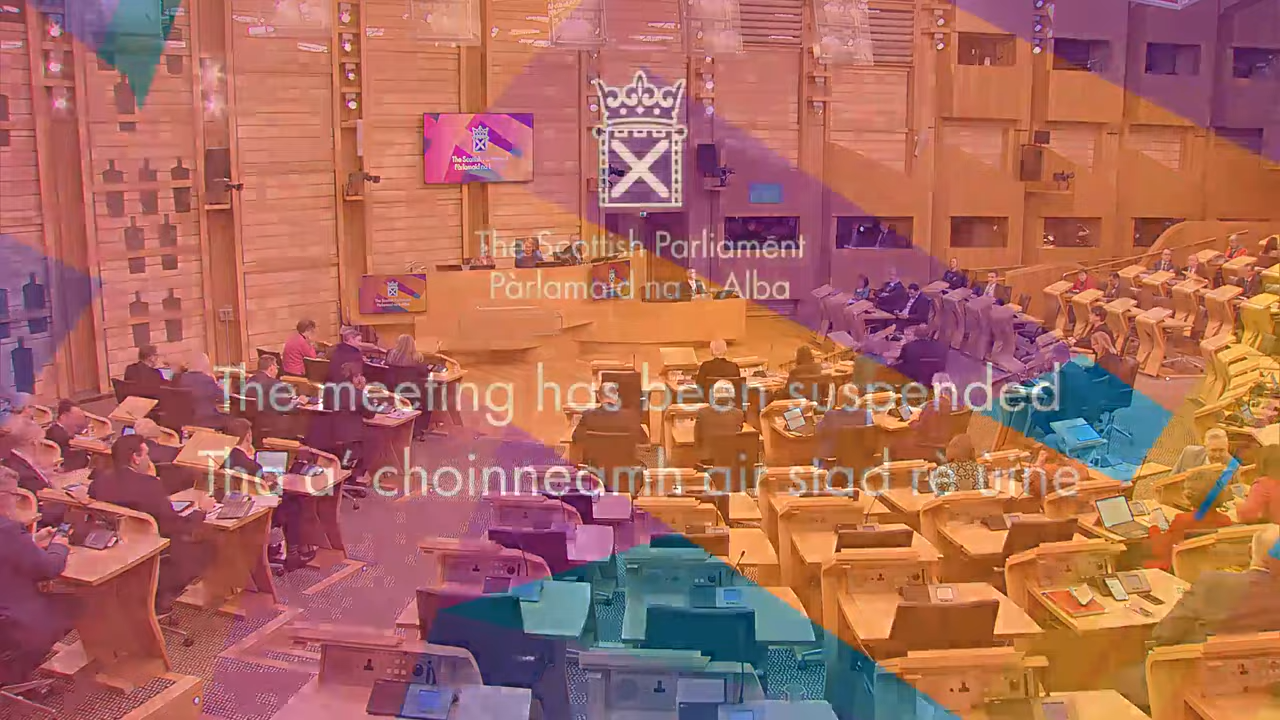 The Scottish Parliament
Pàrlamaid na h-Alba
The meeting has been suspended
Tha a' choinneamh air stad rè ùine